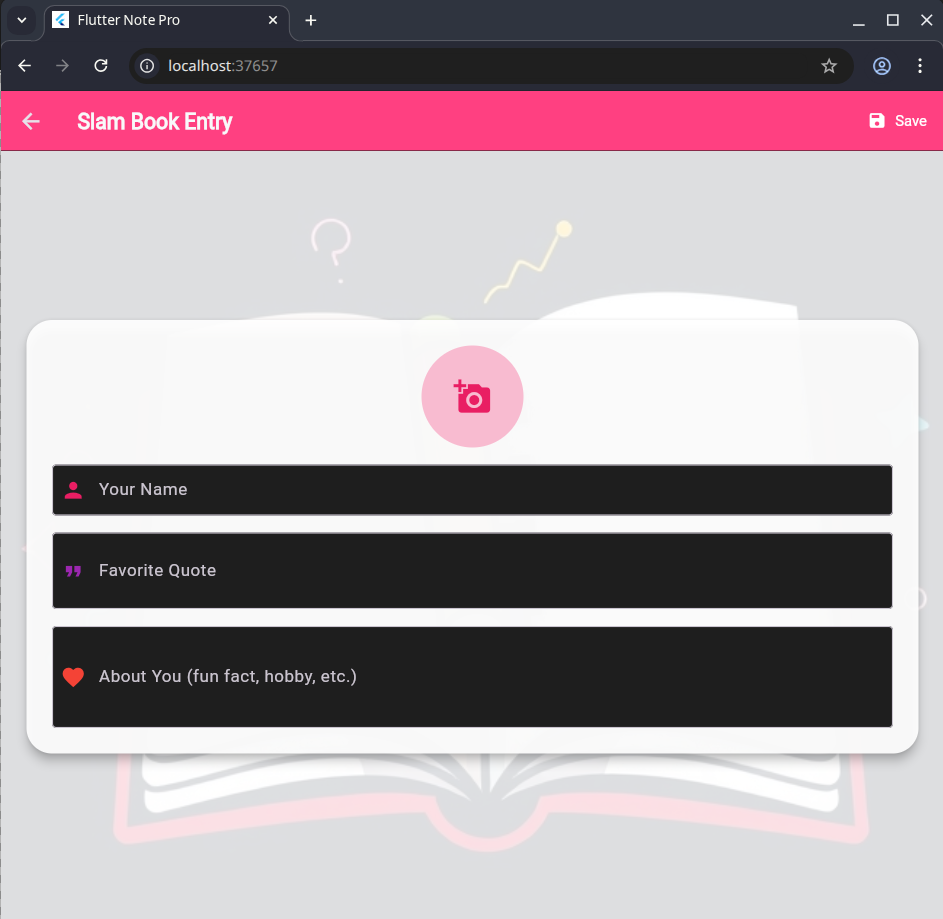 Flutter Note Pro
localhost:37657
Slam Book Entry
Save
?
Your Name
Favorite Quote
About You (fun fact, hobby, etc.)